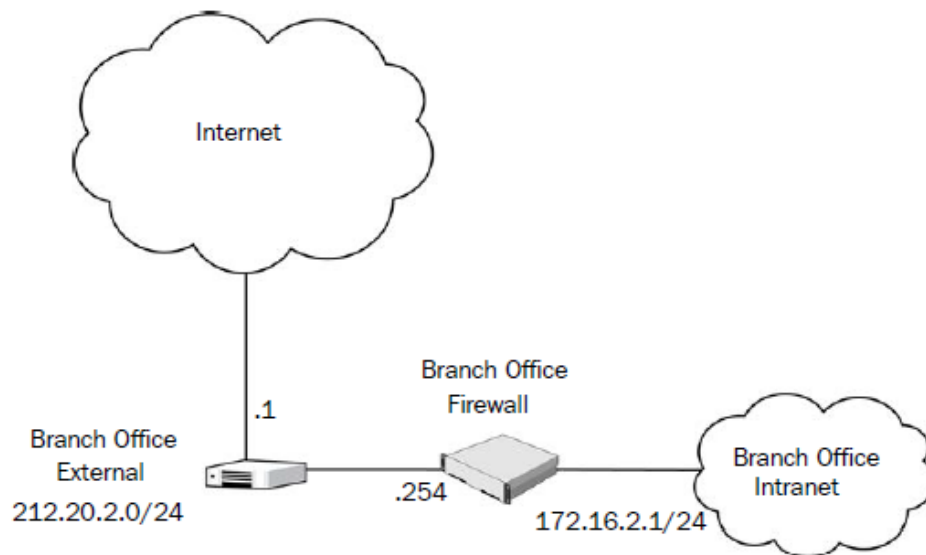 Internet
.1
Branch Office
External
212.20.2.0/24
Branch Office
Firewall
.254
172.16.2.1/24
Branch Office
Intranet